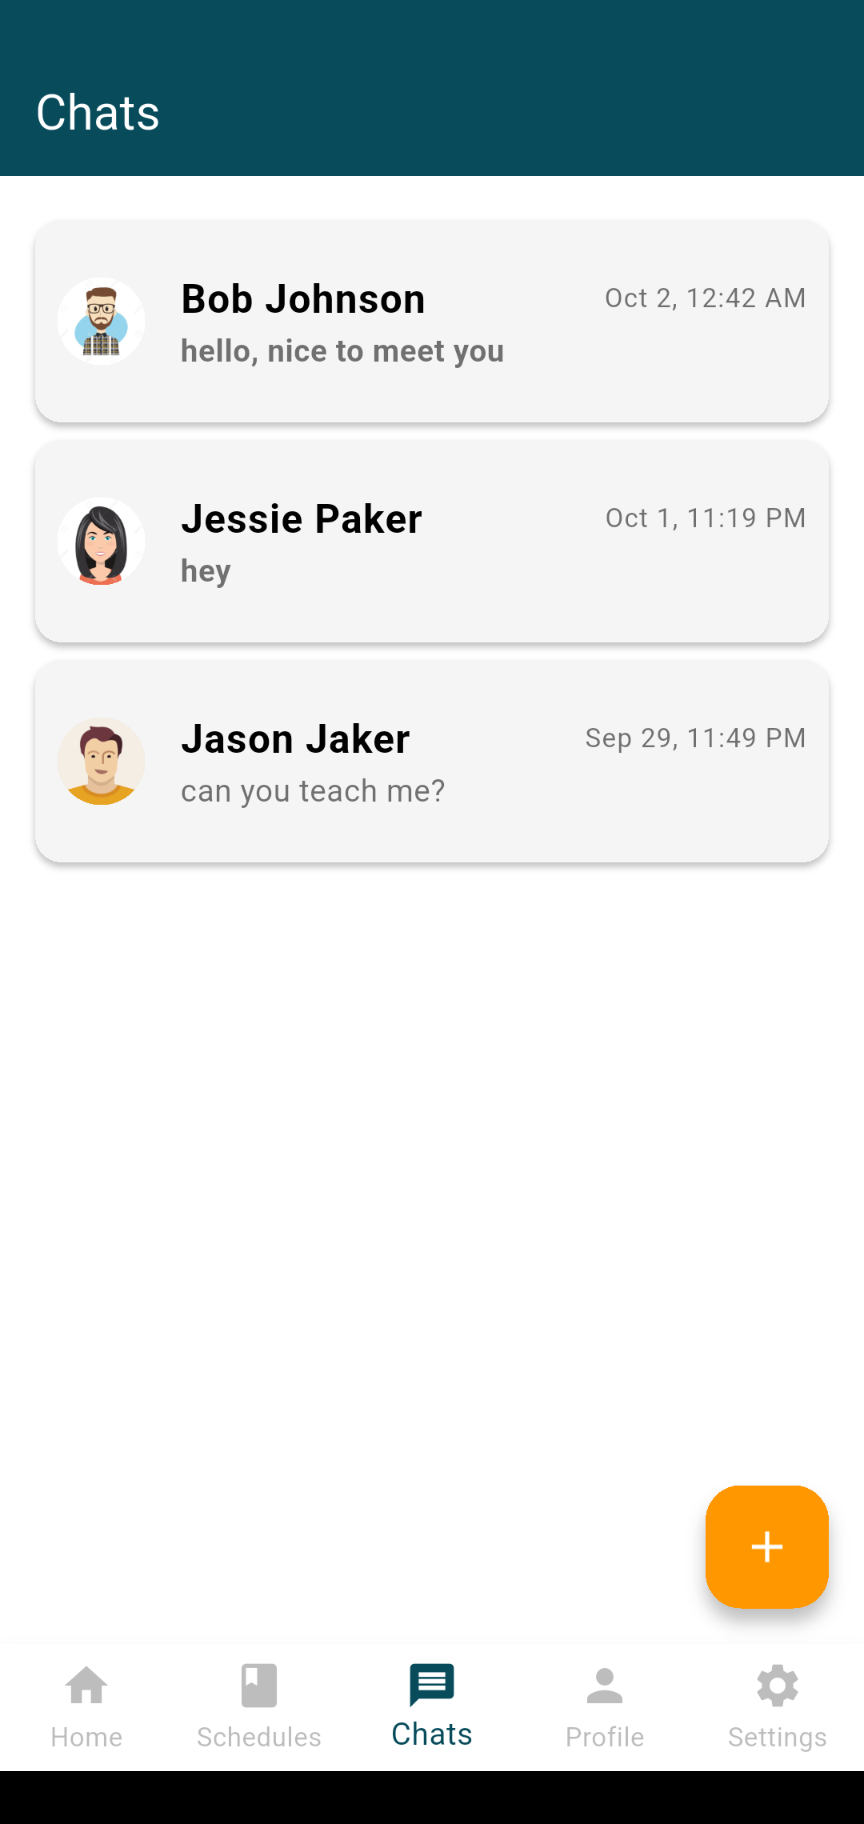 Chats
Bob Johnson
Oct 2, 12:42 AM
hello, nice to meet you
Jessie Paker
Oct 1, 11:19 PM
hey
Jason Jaker
Sep 29, 11:49 PM
can you teach me?
+
Home
Schedules
Chats
Profile
Settings